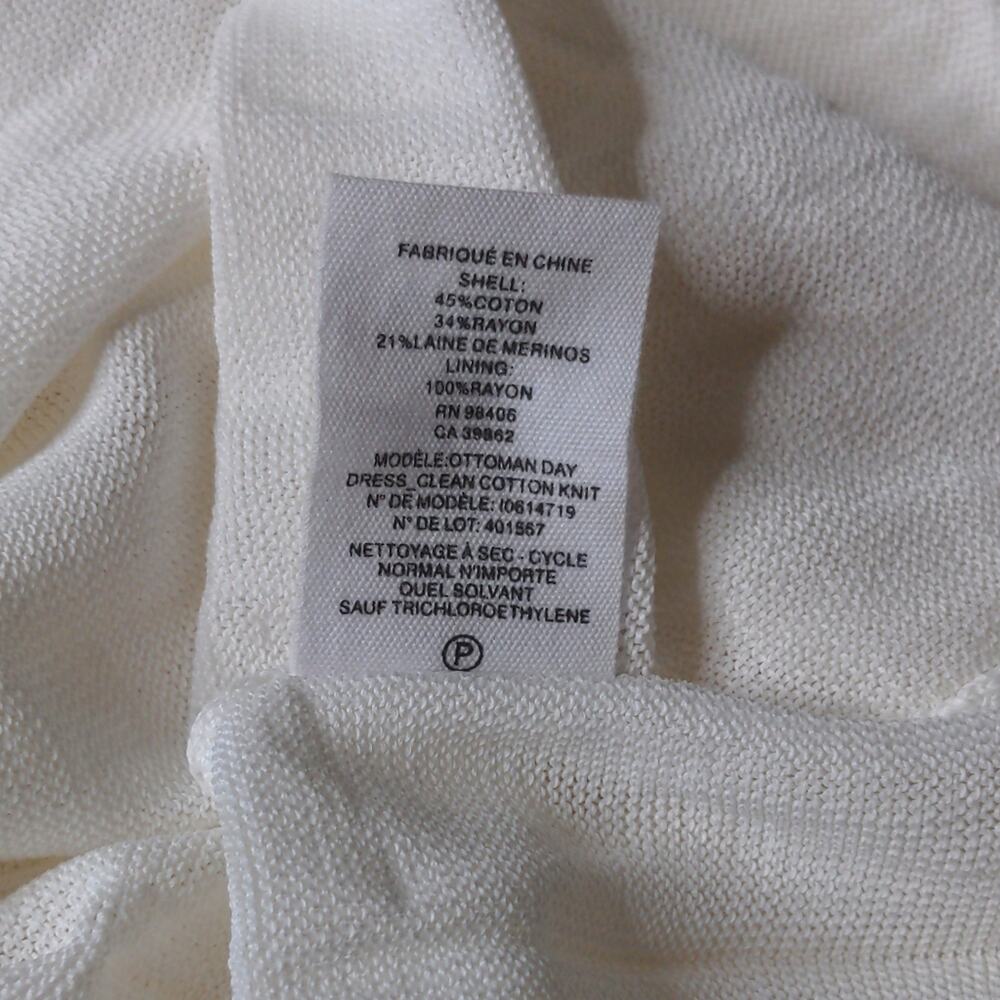 FABRIQUÉ EN CHINE
SHELL:
45%COTON
34%RAYON
21%LAINE DE MERINOS
LINING:
100%RAYON
RN 98406
CA 39862
MODÈLE:OTTOMAN DAY
DRESS_CLEAN COTTON KNIT
N° DE MODÈLE: I0614719
N° DE LOT: 401567
NETTOYAGE À SEC - CYCLE
NORMAL N'IMPORTE
QUEL SOLVANT
SAUF TRICHLOROETHYLENE
P